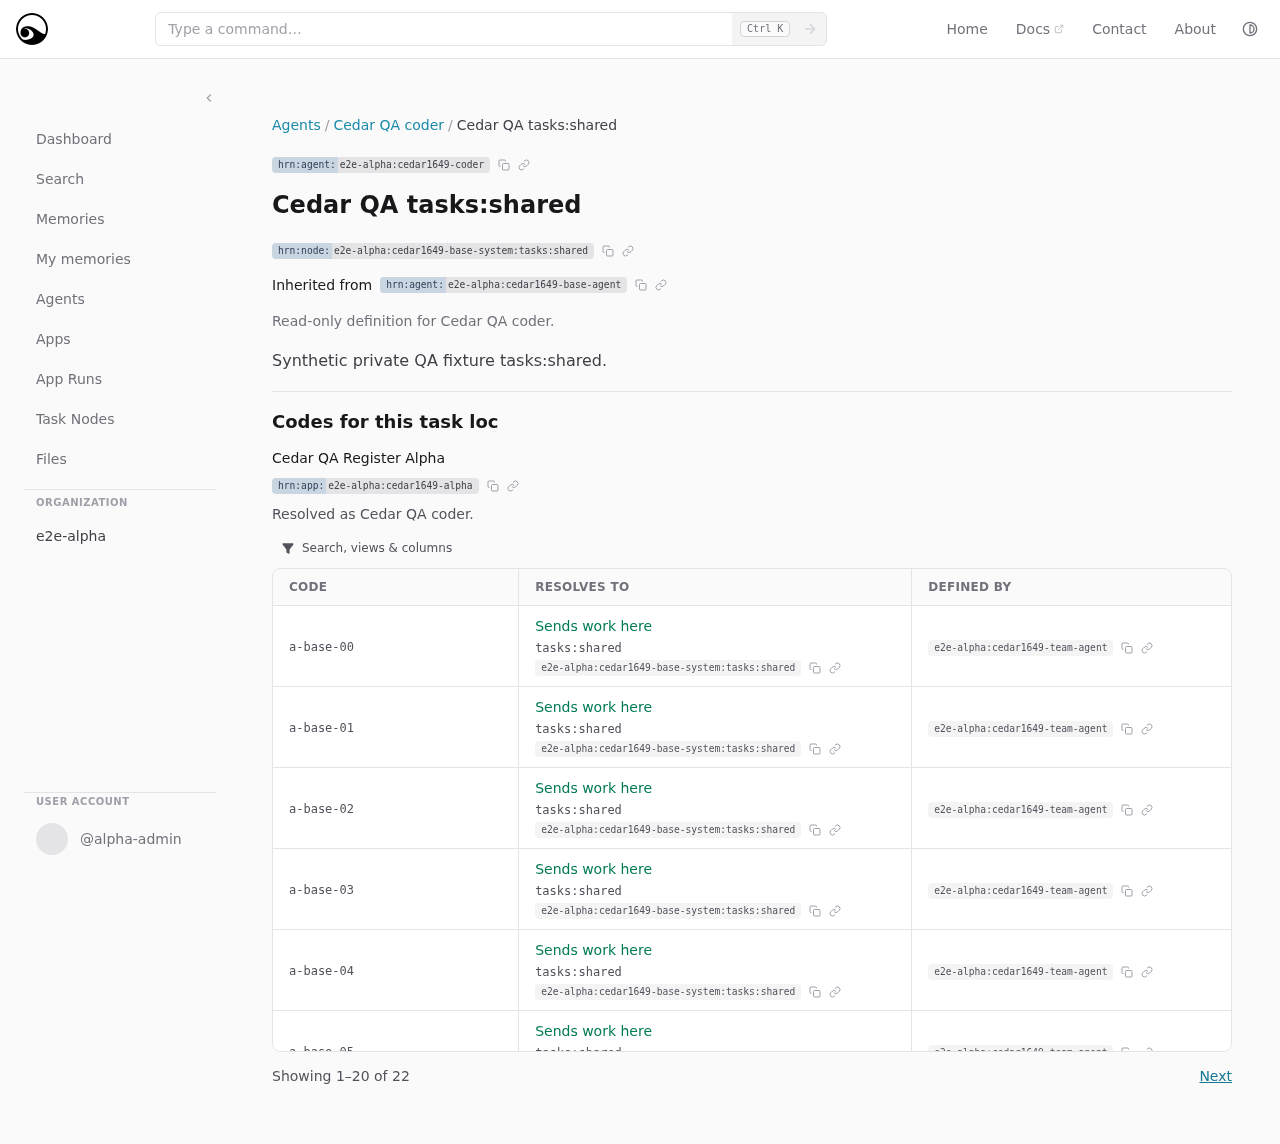 Type a command...
Ctrl K
Home
Docs
Contact
About
Dashboard
Search
Memories
My memories
Agents
Apps
App Runs
Task Nodes
Files
ORGANIZATION
e2e-alpha
USER ACCOUNT
@alpha-admin
Agents / Cedar QA coder / Cedar QA tasks:shared
hrn:agent: e2e-alpha:cedar1649-coder
Cedar QA tasks:shared
hrn:node: e2e-alpha:cedar1649-base-system:tasks:shared
Inherited from hrn:agent: e2e-alpha:cedar1649-base-agent
Read-only definition for Cedar QA coder.
Synthetic private QA fixture tasks:shared.
Codes for this task loc
Cedar QA Register Alpha
hrn:app: e2e-alpha:cedar1649-alpha
Resolved as Cedar QA coder.
Search, views & columns
CODE RESOLVES TO DEFINED BY
Sends work here
a-base-00 tasks:shared e2e-alpha:cedar1649-team-agent
e2e-alpha:cedar1649-base-system:tasks:shared
Sends work here
a-base-01 tasks:shared e2e-alpha:cedar1649-team-agent
e2e-alpha:cedar1649-base-system:tasks:shared
Sends work here
a-base-02 tasks:shared e2e-alpha:cedar1649-team-agent
e2e-alpha:cedar1649-base-system:tasks:shared
Sends work here
a-base-03 tasks:shared e2e-alpha:cedar1649-team-agent
e2e-alpha:cedar1649-base-system:tasks:shared
Sends work here
a-base-04 tasks:shared e2e-alpha:cedar1649-team-agent
e2e-alpha:cedar1649-base-system:tasks:shared
Sends work here
a-base-05 tasks:shared e2e-alpha:cedar1649-team-agent
Showing 1–20 of 22
Next